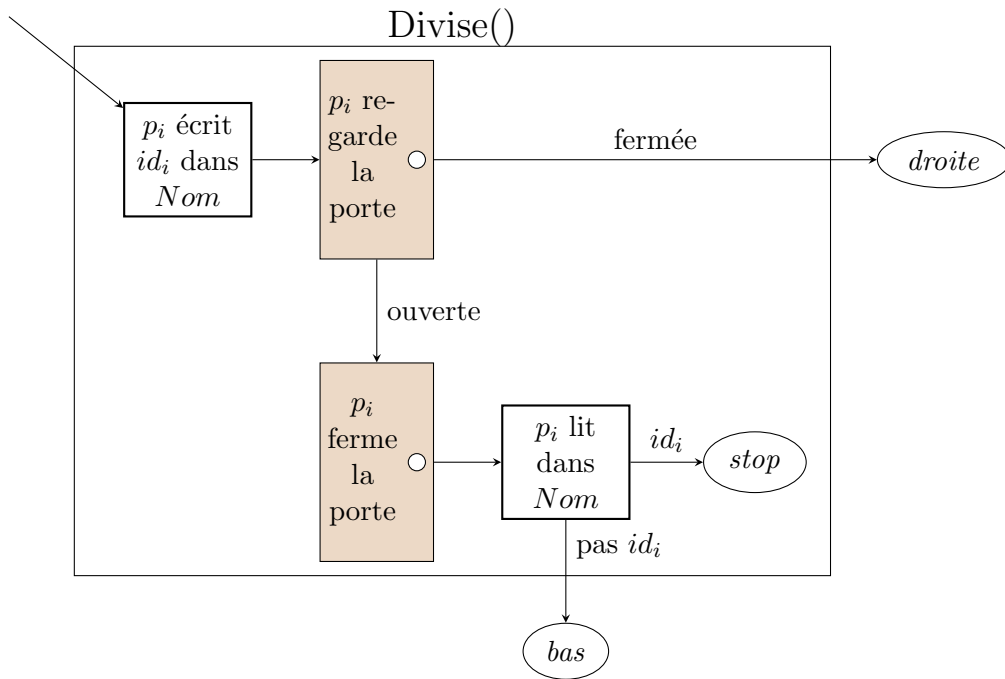 Divise()
p_i écrit
id_i dans
Nom
p_i re-
garde
la
porte
fermée
droite
ouverte
p_i
ferme
la
porte
p_i lit
dans
Nom
id_i
stop
pas id_i
bas